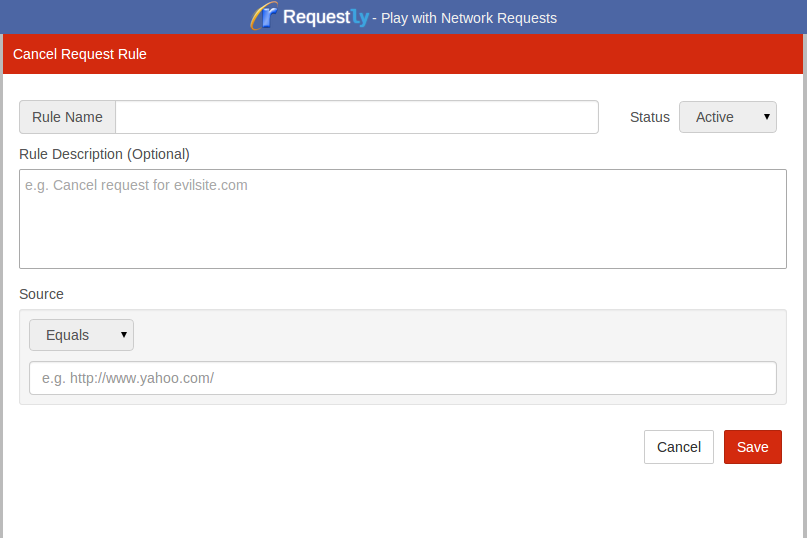 Requestly - Play with Network Requests
Cancel Request Rule
Rule Name
Status Active
Rule Description (Optional)
e.g. Cancel request for evilsite.com
Source
Equals
e.g. http://www.yahoo.com/
Cancel Save